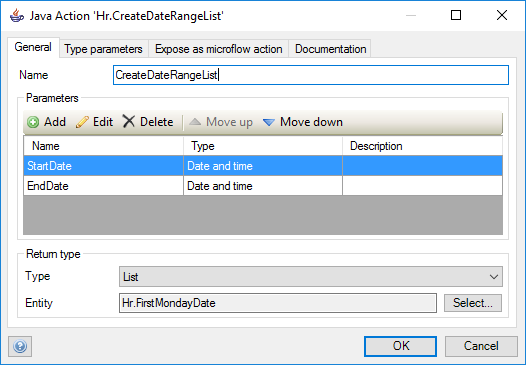 Java Action 'Hr.CreateDateRangeList'
General Type parameters Expose as microflow action Documentation
Name CreateDateRangeList
Parameters
Add Edit Delete Move up Move down
Name Type Description
StartDate Date and time
EndDate Date and time
Return type
Type List
Entity Hr.FirstMondayDate Select...
? OK Cancel